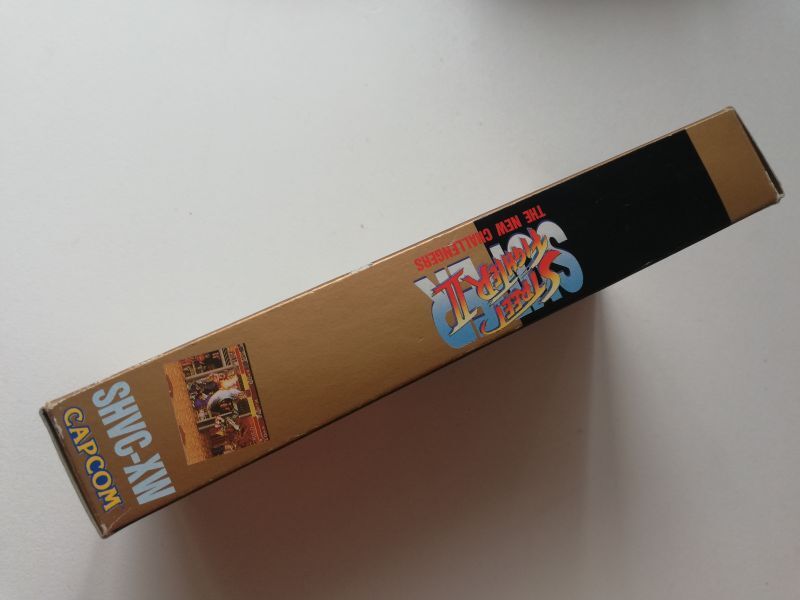 SUPER
STREET
FIGHTER II
THE NEW CHALLENGERS
SHVC-XW
CAPCOM